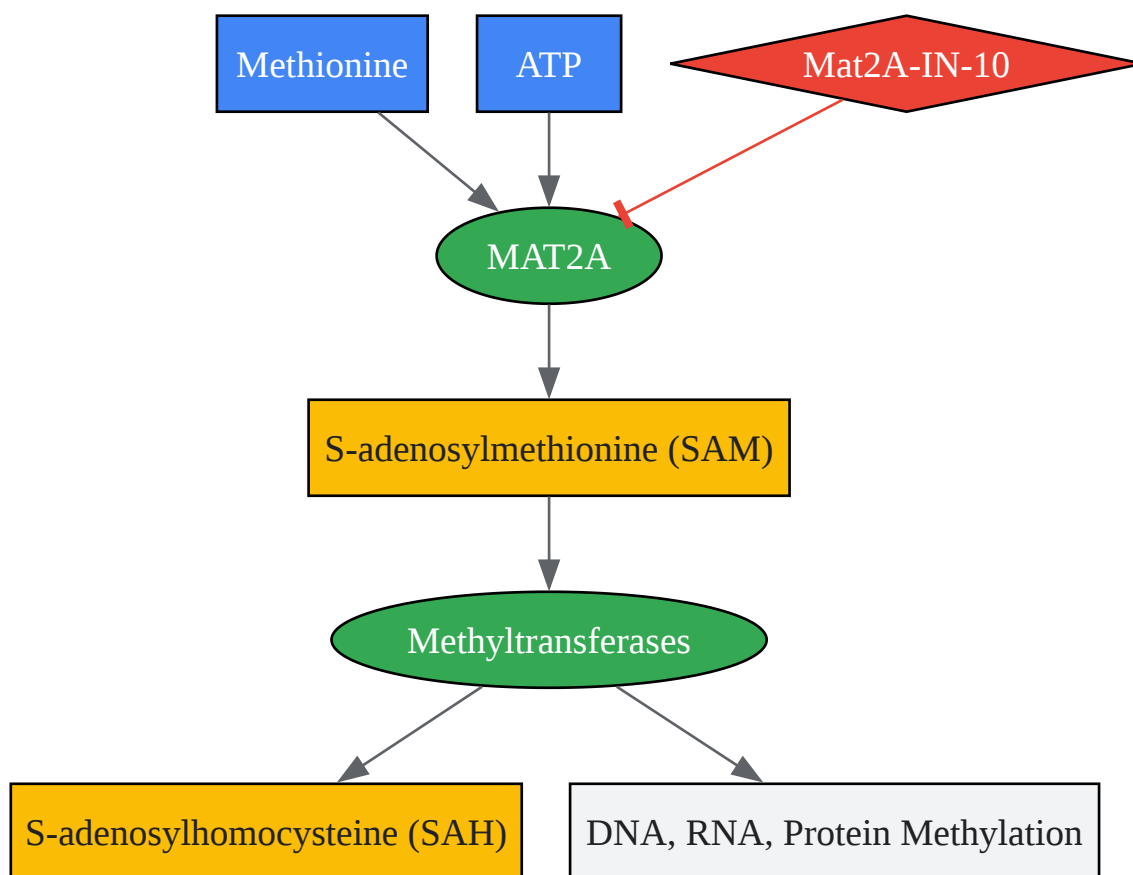 Methionine
ATP
Mat2A-IN-10
MAT2A
S-adenosylmethionine (SAM)
Methyltransferases
S-adenosylhomocysteine (SAH)
DNA, RNA, Protein Methylation